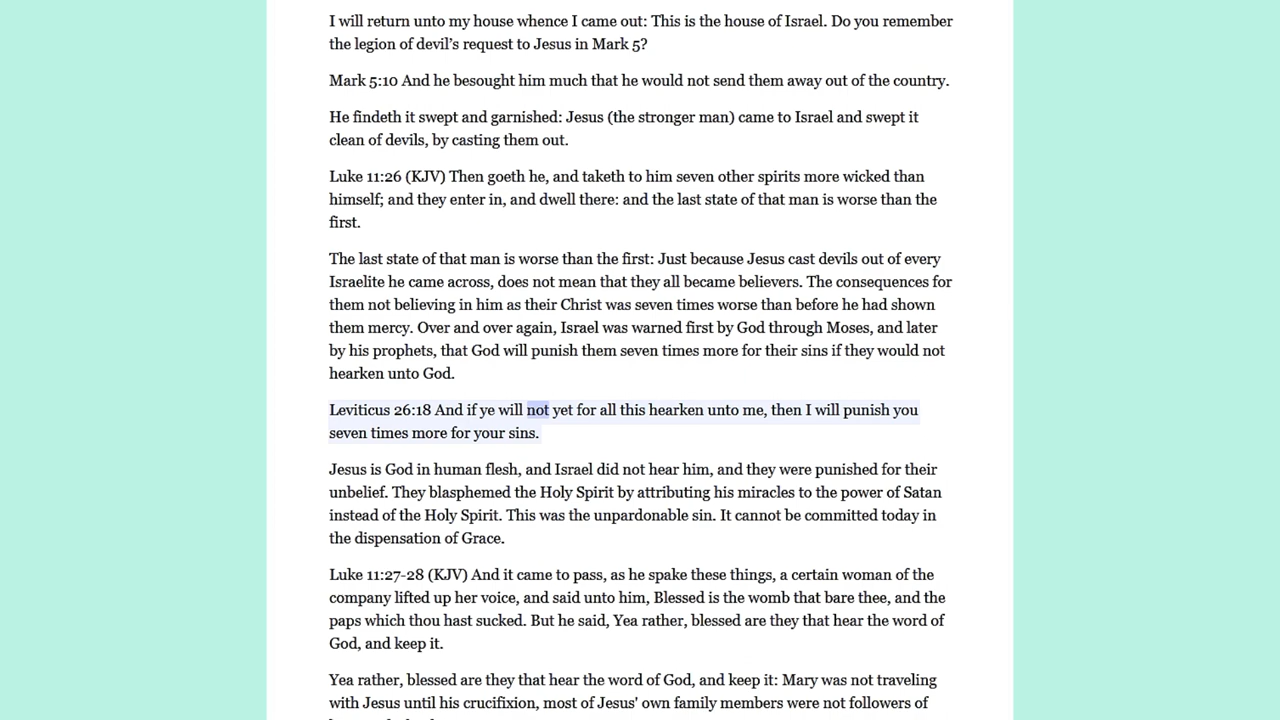 I will return unto my house whence I came out: This is the house of Israel. Do you remember
the legion of devil's request to Jesus in Mark 5?
Mark 5:10 And he besought him much that he would not send them away out of the country.
He findeth it swept and garnished: Jesus (the stronger man) came to Israel and swept it
clean of devils, by casting them out.
Luke 11:26 (KJV) Then goeth he, and taketh to him seven other spirits more wicked than
himself; and they enter in, and dwell there: and the last state of that man is worse than the
first.
The last state of that man is worse than the first: Just because Jesus cast devils out of every
Israelite he came across, does not mean that they all became believers. The consequences for
them not believing in him as their Christ was seven times worse than before he had shown
them mercy. Over and over again, Israel was warned first by God through Moses, and later
by his prophets, that God will punish them seven times more for their sins if they would not
hearken unto God.
Leviticus 26:18 And if ye will not yet for all this hearken unto me, then I will punish you
seven times more for your sins.
Jesus is God in human flesh, and Israel did not hear him, and they were punished for their
unbelief. They blasphemed the Holy Spirit by attributing his miracles to the power of Satan
instead of the Holy Spirit. This was the unpardonable sin. It cannot be committed today in
the dispensation of Grace.
Luke 11:27-28 (KJV) And it came to pass, as he spake these things, a certain woman of the
company lifted up her voice, and said unto him, Blessed is the womb that bare thee, and the
paps which thou hast sucked. But he said, Yea rather, blessed are they that hear the word of
God, and keep it.
Yea rather, blessed are they that hear the word of God, and keep it: Mary was not traveling
with Jesus until his crucifixion, most of Jesus' own family members were not followers of